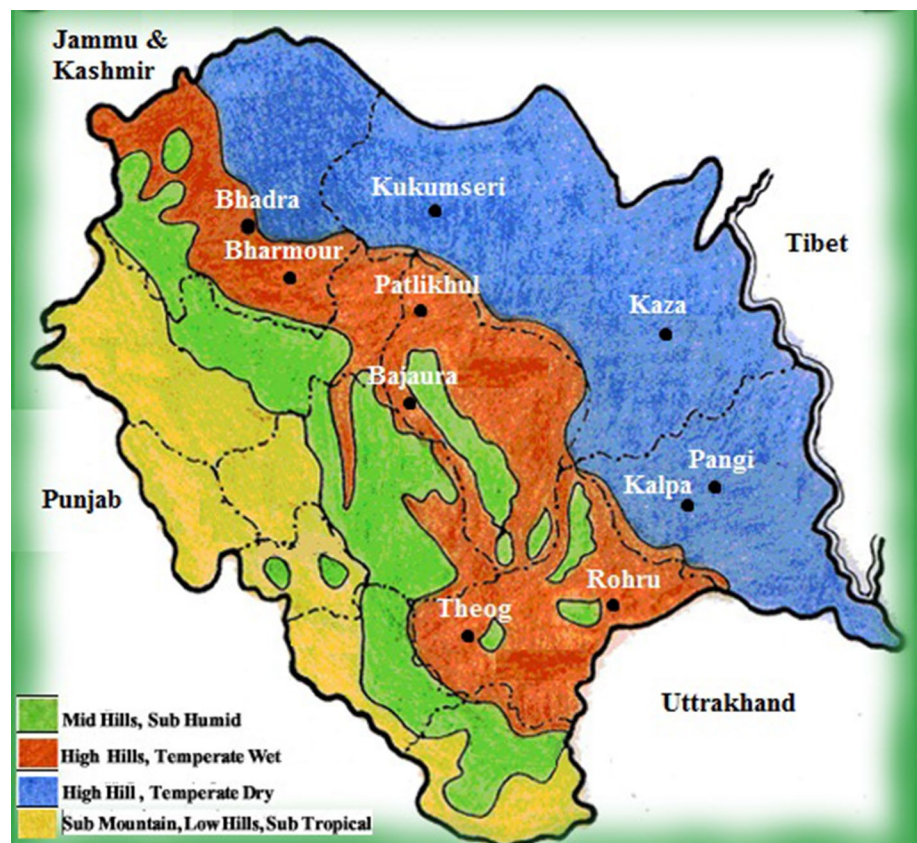 Jammu &
Kashmir
Bhadra
Kukumseri
Tibet
Bharmour
Patlikhul
Kaza
Bajaura
Punjab
Pangi
Kalpa
Rohru
Theog
Uttrakhand
Mid Hills, Sub Humid
High Hills, Temperate Wet
High Hill , Temperate Dry
Sub Mountain, Low Hills, Sub Tropical